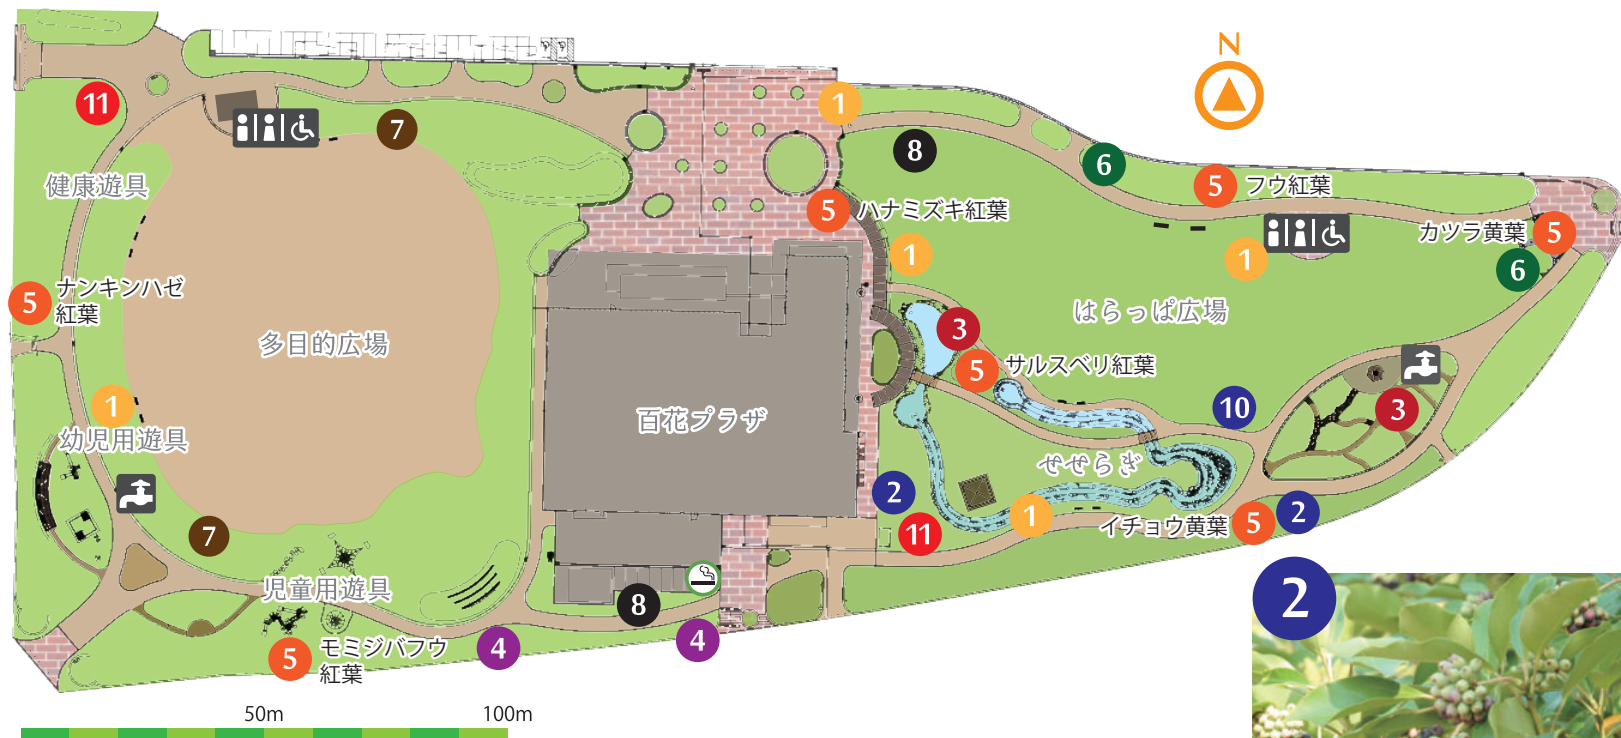 N
11
7
1
8
6
5 フウ紅葉
健康遊具
5 ハナミズキ紅葉
カツラ黄葉 5
1
1
6
5 ナンキンハゼ
紅葉
はらっぱ広場
多目的広場
3
5 サルスベリ紅葉
1
百花プラザ
10
3
幼児用遊具
せせらぎ
2
7
11
1
イチョウ黄葉 5
2
児童用遊具
8
2
5 モミジバフウ
紅葉
4
4
50m
100m